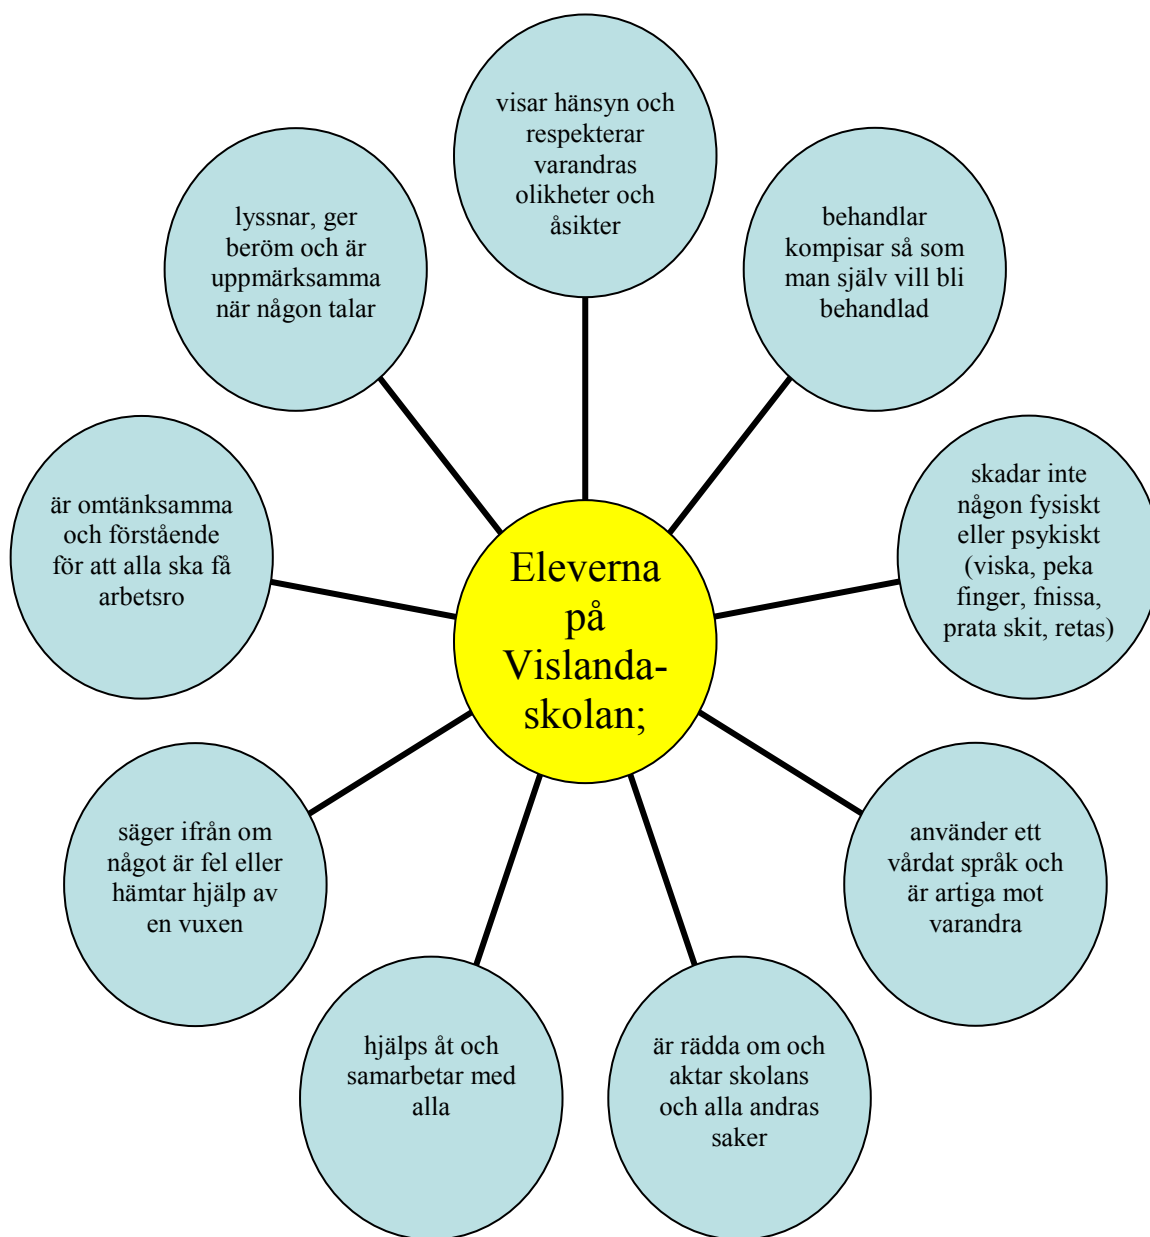 visar hänsyn och
respekterar
varandras
olikheter och
åsikter
behandlar
kompisar så som
man själv vill bli
behandlad
skadar inte
någon fysiskt
eller psykiskt
(viska, peka
finger, fnissa,
prata skit, retas)
använder ett
vårdat språk och
är artiga mot
varandra
är rädda om och
aktar skolans
och alla andras
saker
hjälps åt och
samarbetar med
alla
säger ifrån om
något är fel eller
hämtar hjälp av
en vuxen
är omtänksamma
och förstående
för att alla ska få
arbetsro
lyssnar, ger
beröm och är
uppmärksamma
när någon talar
Eleverna
på
Vislanda-
skolan;